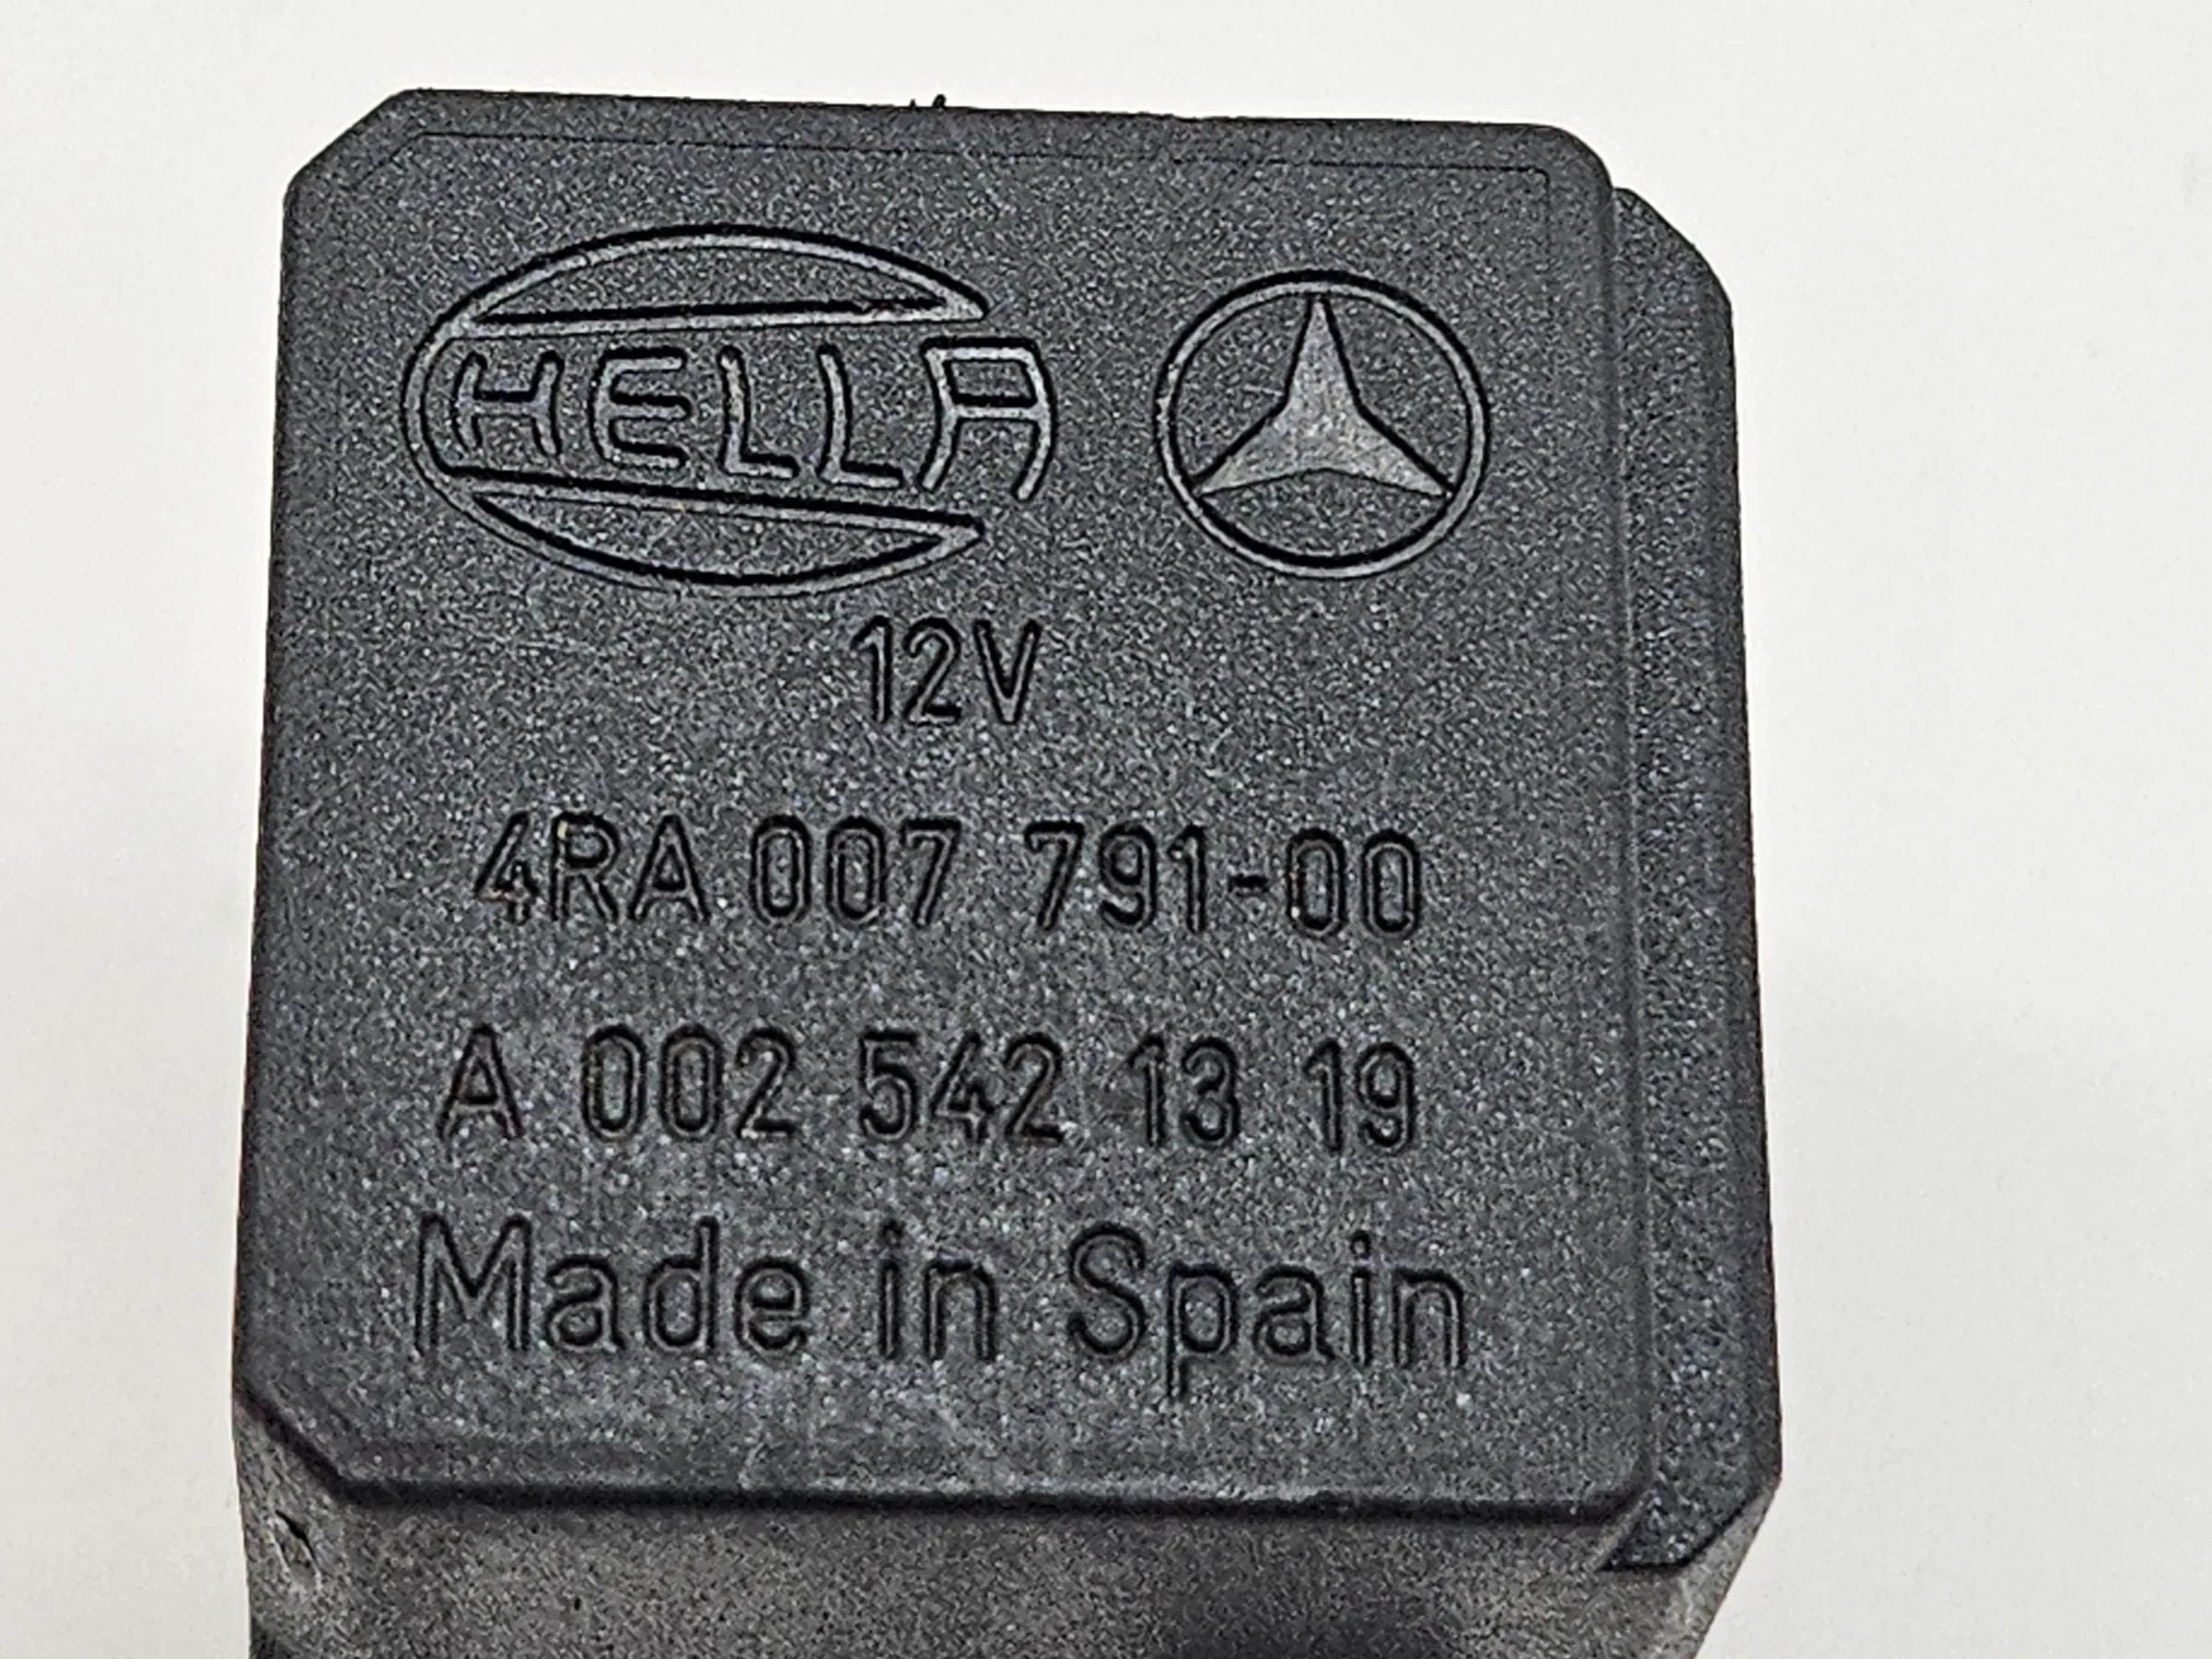 HELLA
12V
4RA 007 791-00
A 002 542 13 19
Made in Spain